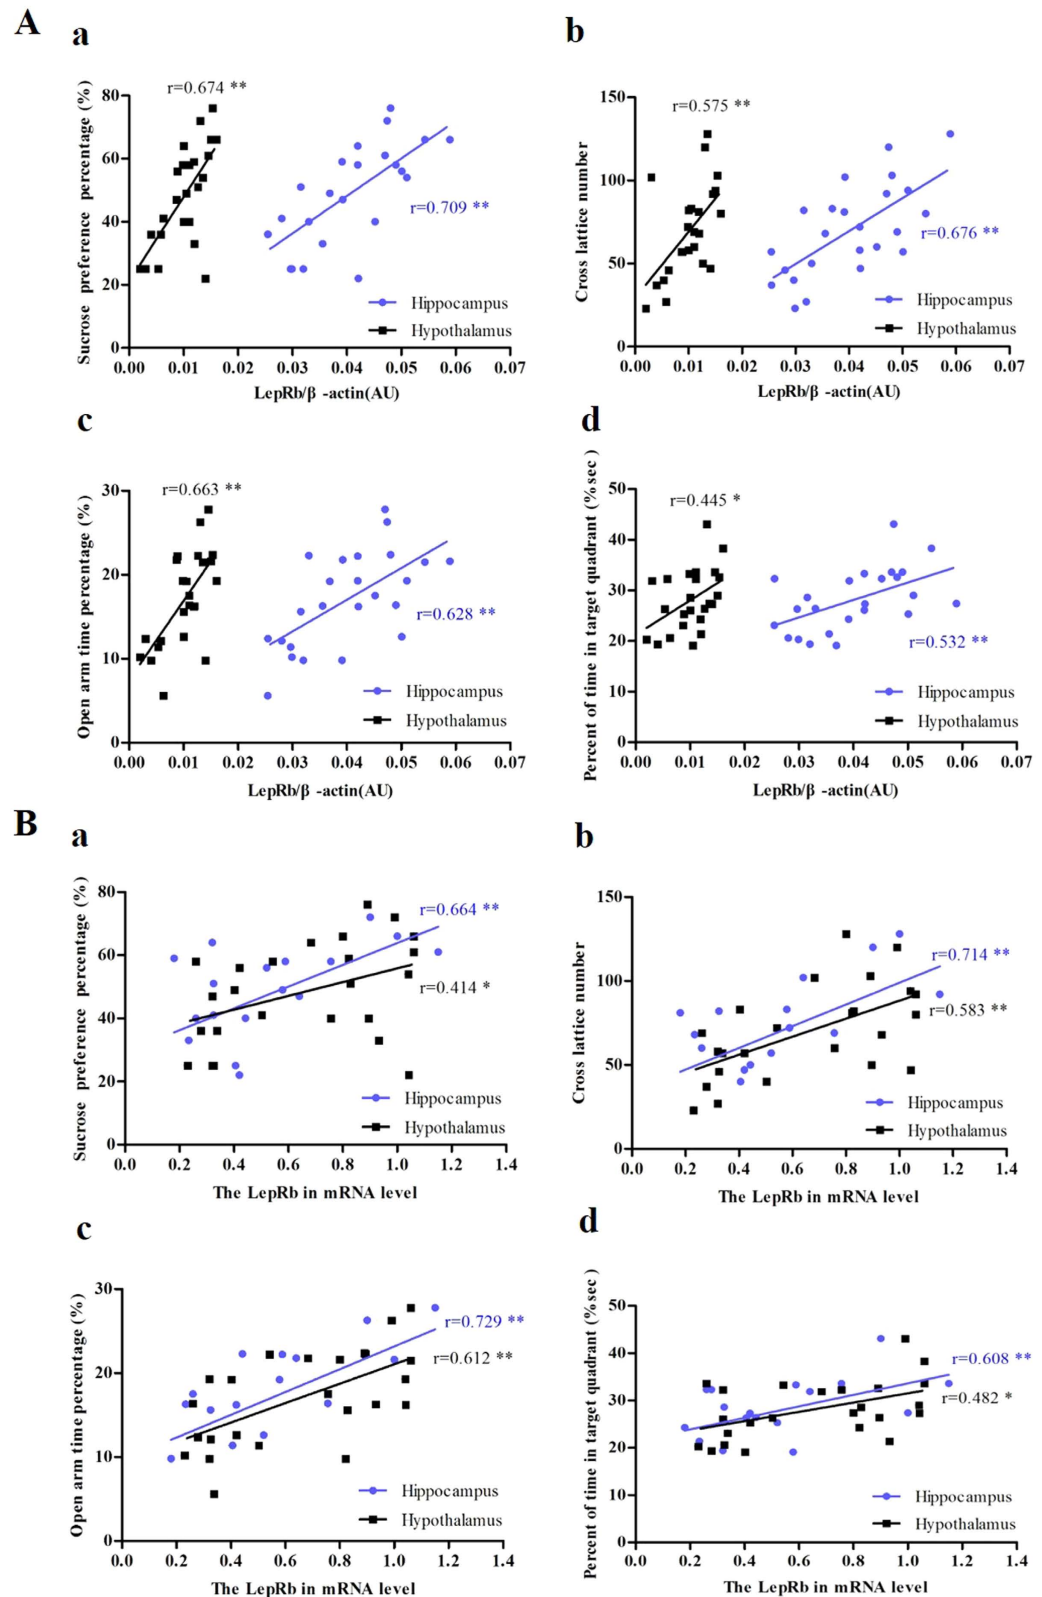 A
a
r=0.674 **
Sucrose preference percentage (%)
80
60
40
20
0
r=0.709 **
Hippocampus
Hypothalamus
0.00 0.01 0.02 0.03 0.04 0.05 0.06 0.07
LepRb/β -actin(AU)
b
r=0.575 **
Cross lattice number
150
100
50
0
r=0.676 **
Hippocampus
Hypothalamus
0.00 0.01 0.02 0.03 0.04 0.05 0.06 0.07
LepRb/β -actin(AU)
c
r=0.663 **
Open arm time percentage (%)
30
20
10
0
r=0.628 **
Hippocampus
Hypothalamus
0.00 0.01 0.02 0.03 0.04 0.05 0.06 0.07
LepRb/β -actin(AU)
d
r=0.445 *
Percent of time in target quadrant (%sec)
50
40
30
20
10
0
r=0.532 **
Hippocampus
Hypothalamus
0.00 0.01 0.02 0.03 0.04 0.05 0.06 0.07
LepRb/β -actin(AU)
B
a
Sucrose preference percentage (%)
80
60
40
20
0
r=0.664 **
r=0.414 *
Hippocampus
Hypothalamus
0.0 0.2 0.4 0.6 0.8 1.0 1.2 1.4
The LepRb in mRNA level
b
Cross lattice number
150
100
50
0
r=0.714 **
r=0.583 **
Hippocampus
Hypothalamus
0.0 0.2 0.4 0.6 0.8 1.0 1.2 1.4
The LepRb in mRNA level
c
Open arm time percentage (%)
30
20
10
0
r=0.729 **
r=0.612 **
Hippocampus
Hypothalamus
0.0 0.2 0.4 0.6 0.8 1.0 1.2 1.4
The LepRb in mRNA level
d
Percent of time in target quadrant (%sec)
50
40
30
20
10
0
r=0.608 **
r=0.482 *
Hippocampus
Hypothalamus
0.0 0.2 0.4 0.6 0.8 1.0 1.2 1.4
The LepRb in mRNA level